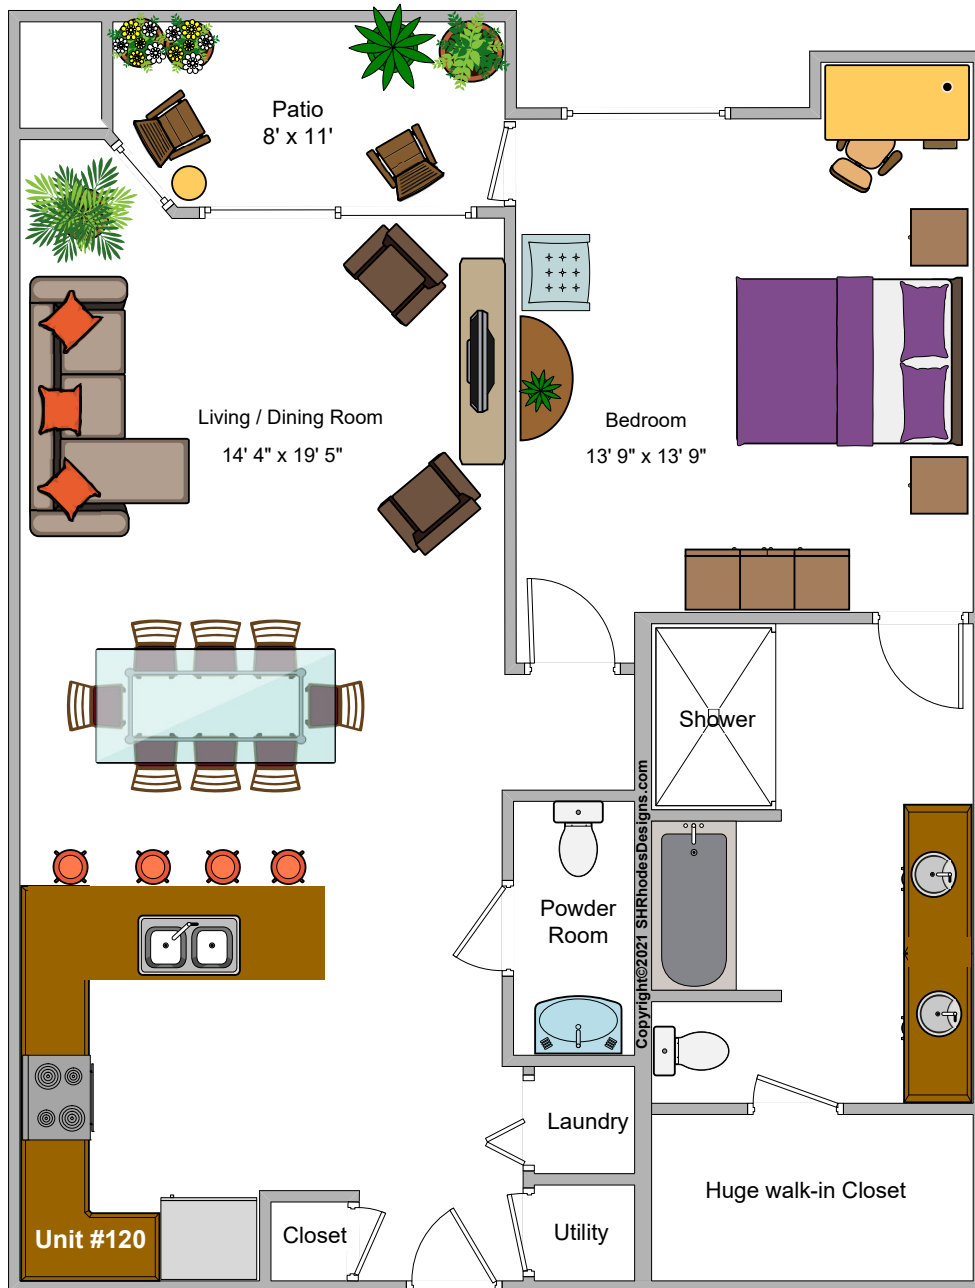 Patio
8' x 11'
Living / Dining Room
14' 4" x 19' 5"
Bedroom
13' 9" x 13' 9"
Shower
Copyright©2021 SHRhodesDesigns.com
Powder
Room
Laundry
Huge walk-in Closet
Unit #120
Closet
Utility